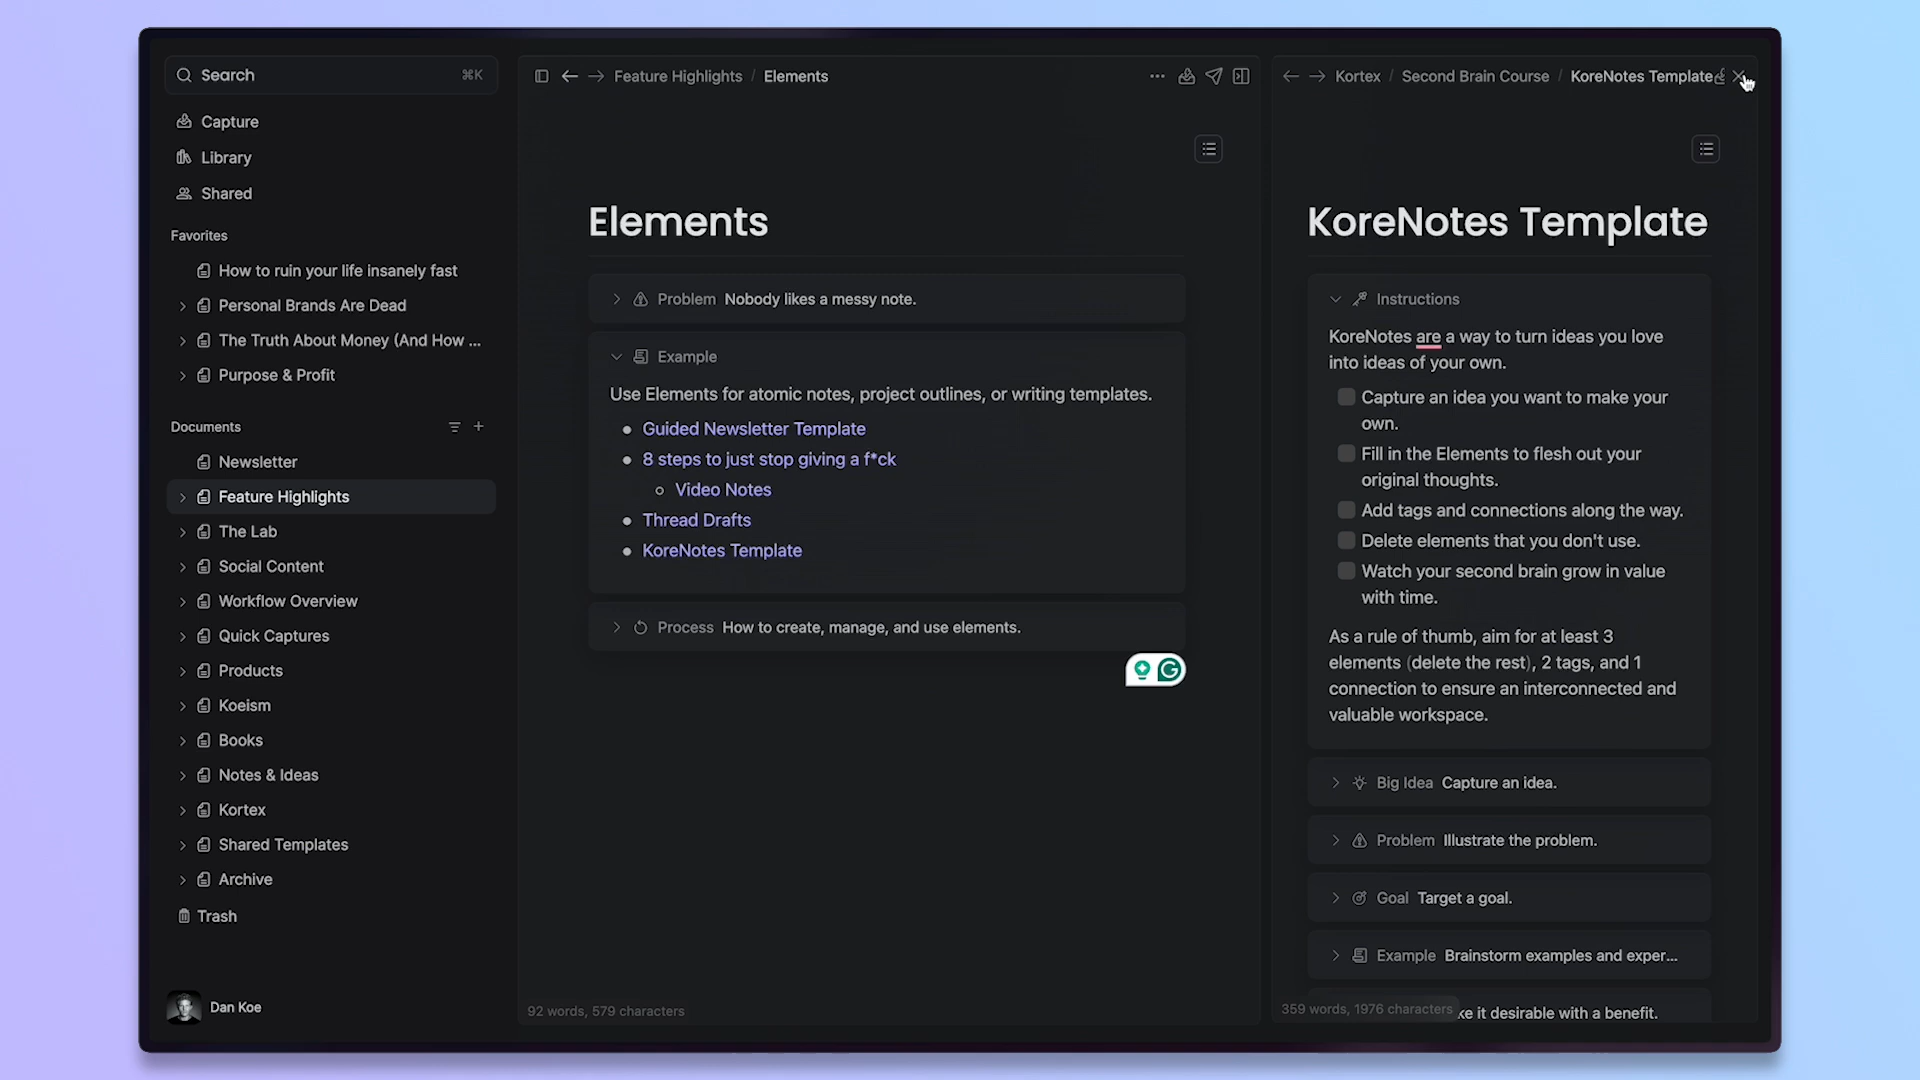 Search ⌘K
Capture
Library
Shared
Favorites
How to ruin your life insanely fast
Personal Brands Are Dead
The Truth About Money (And How ...
Purpose & Profit
Documents
Newsletter
Feature Highlights
The Lab
Social Content
Workflow Overview
Quick Captures
Products
Koeism
Books
Notes & Ideas
Kortex
Shared Templates
Archive
Trash
Dan Koe
Feature Highlights / Elements
Elements
Problem Nobody likes a messy note.
Example
Use Elements for atomic notes, project outlines, or writing templates.
Guided Newsletter Template
8 steps to just stop giving a f*ck
Video Notes
Thread Drafts
KoreNotes Template
Process How to create, manage, and use elements.
92 words, 579 characters
Kortex / Second Brain Course / KoreNotes Template
KoreNotes Template
Instructions
KoreNotes are a way to turn ideas you love
into ideas of your own.
Capture an idea you want to make your
own.
Fill in the Elements to flesh out your
original thoughts.
Add tags and connections along the way.
Delete elements that you don't use.
Watch your second brain grow in value
with time.
As a rule of thumb, aim for at least 3
elements (delete the rest), 2 tags, and 1
connection to ensure an interconnected and
valuable workspace.
Big Idea Capture an idea.
Problem Illustrate the problem.
Goal Target a goal.
Example Brainstorm examples and exper...
359 words, 1976 characters
ke it desirable with a benefit.